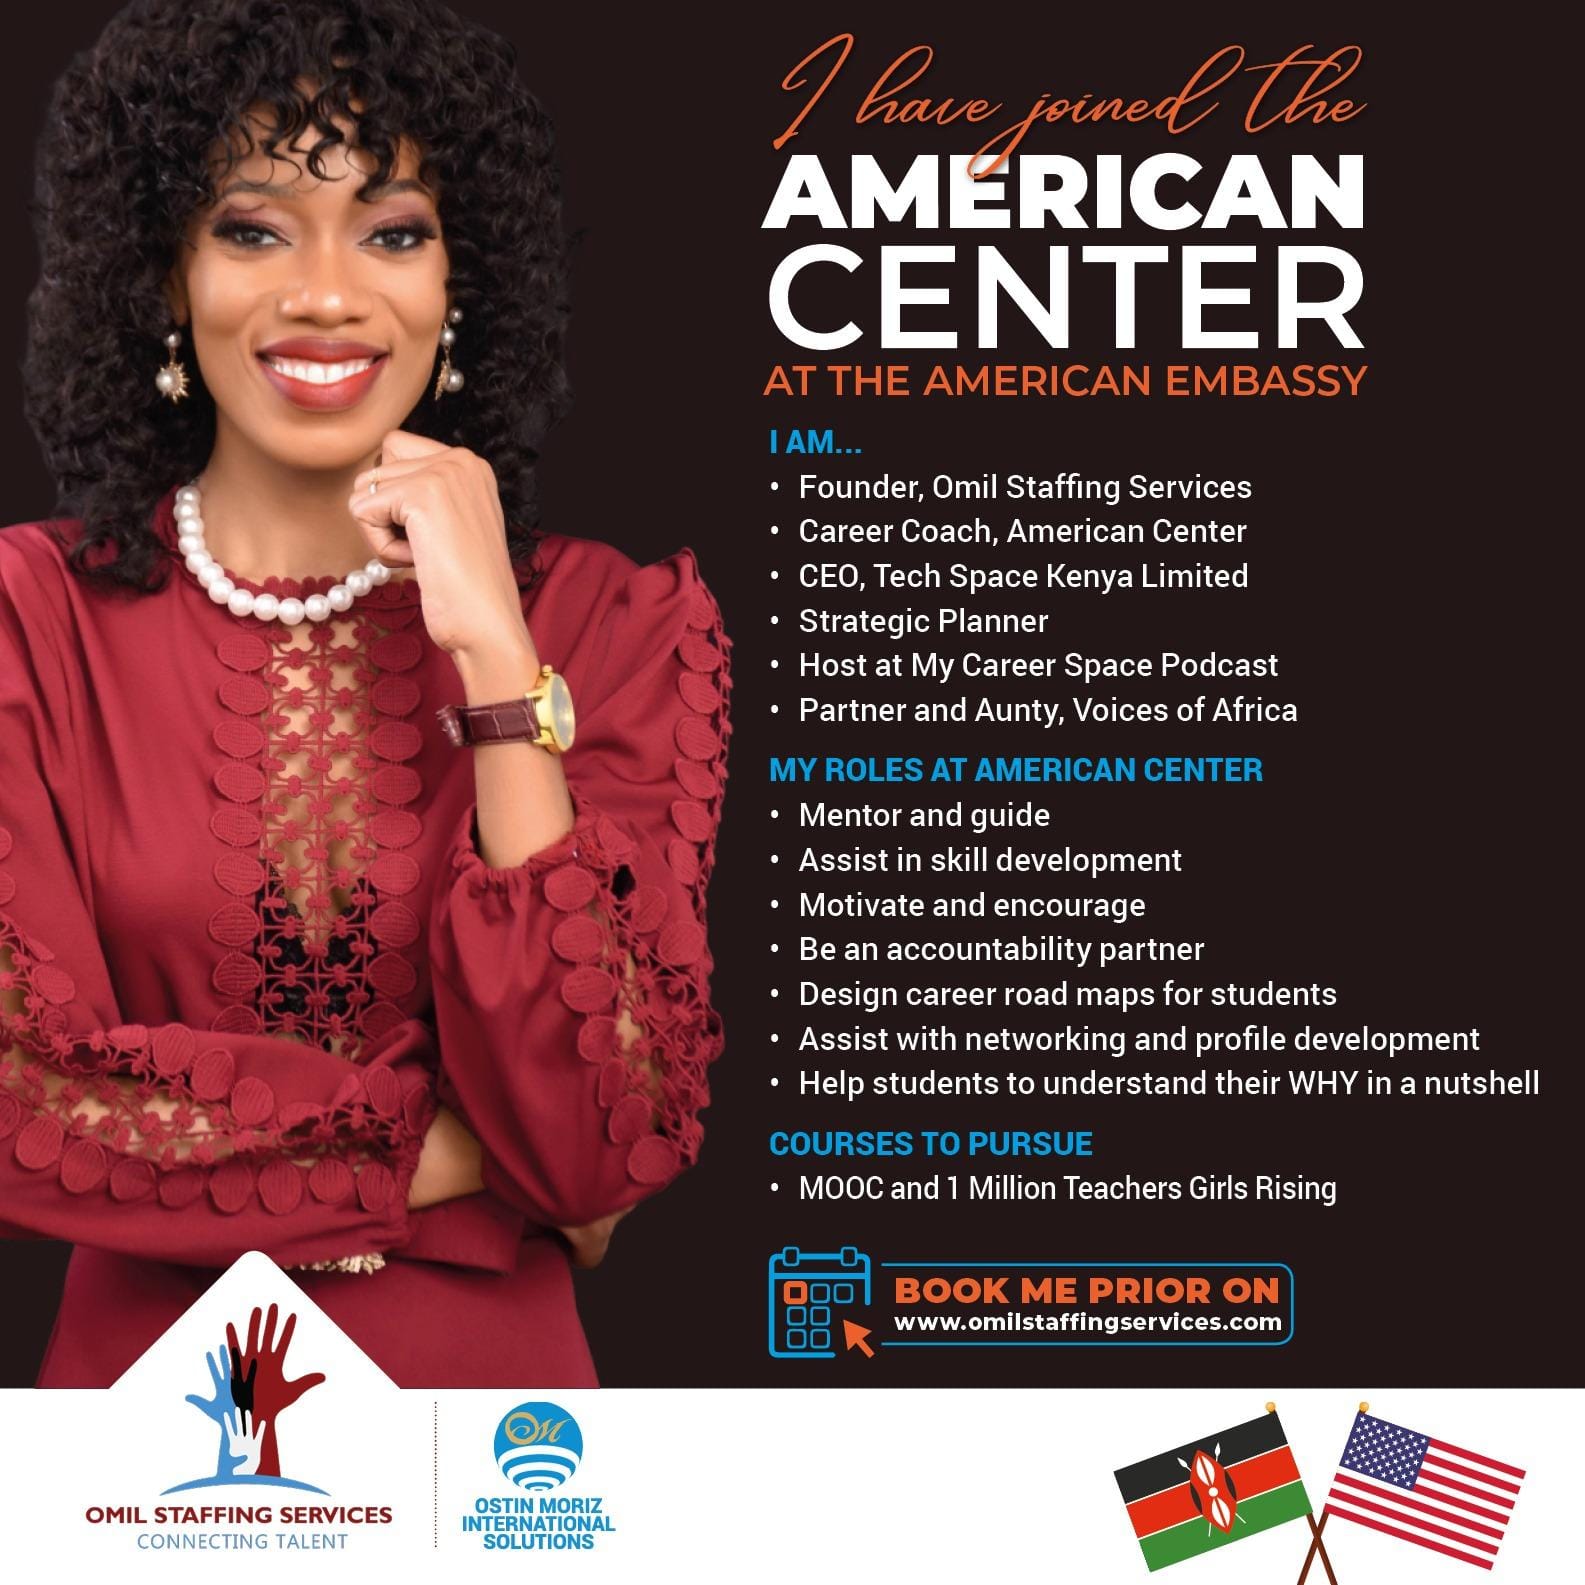 I have joined the
AMERICAN
CENTER
AT THE AMERICAN EMBASSY
I AM...
• Founder, Omil Staffing Services
• Career Coach, American Center
• CEO, Tech Space Kenya Limited
• Strategic Planner
• Host at My Career Space Podcast
• Partner and Aunty, Voices of Africa
MY ROLES AT AMERICAN CENTER
• Mentor and guide
• Assist in skill development
• Motivate and encourage
• Be an accountability partner
• Design career road maps for students
• Assist with networking and profile development
• Help students to understand their WHY in a nutshell
COURSES TO PURSUE
• MOOC and 1 Million Teachers Girls Rising
BOOK ME PRIOR ON
www.omilstaffingservices.com
OMIL STAFFING SERVICES
CONNECTING TALENT
OM
OSTIN MORIZ
INTERNATIONAL
SOLUTIONS